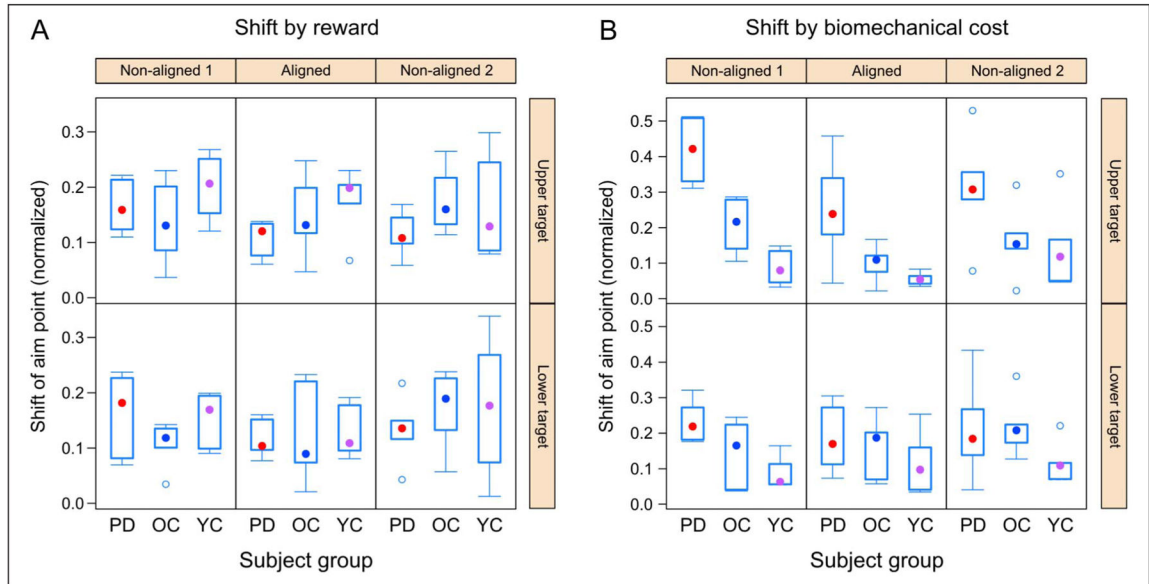 A
Shift by reward
Non-aligned 1
Aligned
Non-aligned 2
Shift of aim point (normalized)
0.3
0.2
0.1
0.0
Upper target
0.3
0.2
0.1
0.0
Lower target
PD OC YC PD OC YC PD OC YC
Subject group
B
Shift by biomechanical cost
Non-aligned 1
Aligned
Non-aligned 2
Shift of aim point (normalized)
0.5
0.4
0.3
0.2
0.1
0.0
Upper target
0.5
0.4
0.3
0.2
0.1
0.0
Lower target
PD OC YC PD OC YC PD OC YC
Subject group